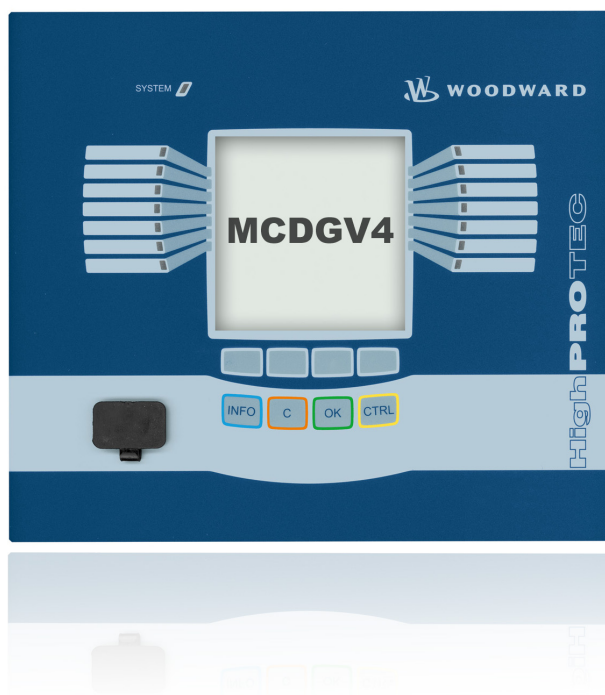 SYSTEM
WOODWARD
MCDGV4
HighPROTEC
INFO
C
OK
CTRL